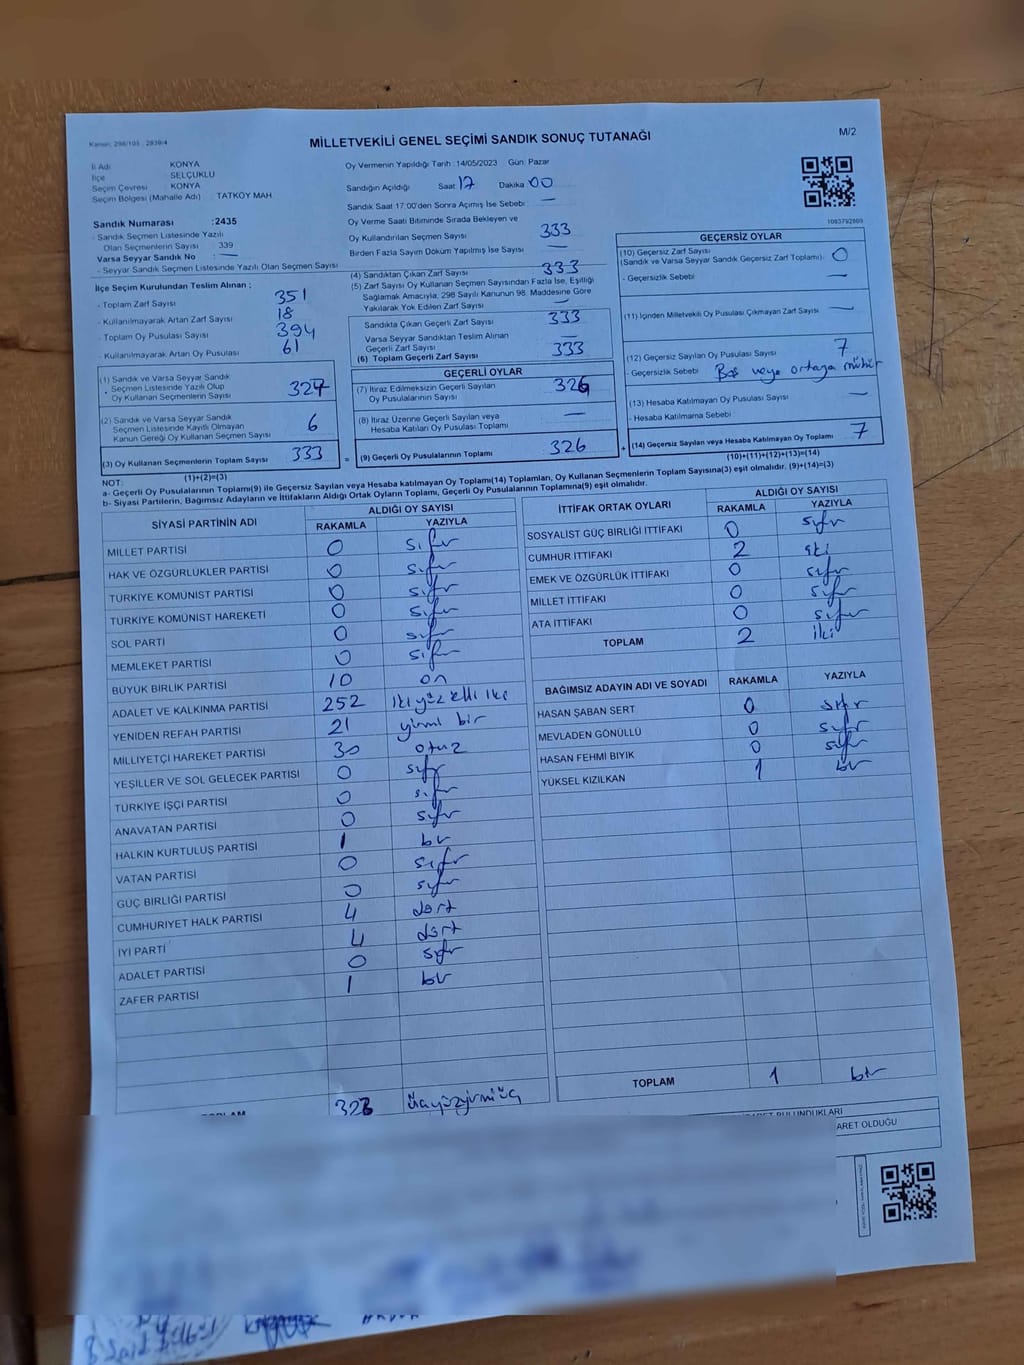 Kanun: 298/105 , 2839/4
MİLLETVEKİLİ GENEL SEÇİMİ SANDIK SONUÇ TUTANAĞI
M/2
İl Adı KONYA
İlçe SELÇUKLU
Seçim Çevresi KONYA
Seçim Bölgesi (Mahalle Adı) : TATKÖY MAH
Sandık Numarası :2435
- Sandık Seçmen Listesinde Yazılı
Olan Seçmenlerin Sayısı : 339
Varsa Seyyar Sandık No : —
- Seyyar Sandık Seçmen Listesinde Yazılı Olan Seçmen Sayısı
İlçe Seçim Kurulundan Teslim Alınan ;
- Toplam Zarf Sayısı 351
- Kullanılmayarak Artan Zarf Sayısı 18
- Toplam Oy Pusulası Sayısı 394
- Kullanılmayarak Artan Oy Pusulası 61
(1) Sandık ve Varsa Seyyar Sandık
Seçmen Listesinde Yazılı Olup
Oy Kullanan Seçmenlerin Sayısı 327
(2) Sandık ve Varsa Seyyar Sandık
Seçmen Listesinde Kayıtlı Olmayan
Kanun Gereği Oy Kullanan Seçmen Sayısı 6
(3) Oy Kullanan Seçmenlerin Toplam Sayısı 333
(1)+(2)=(3)
Oy Vermenin Yapıldığı Tarih :14/05/2023 Gün: Pazar
Sandığın Açıldığı Saat 17 Dakika 00
Sandık Saat 17:00'den Sonra Açımış İse Sebebi : —
Oy Verme Saati Bitiminde Sırada Bekleyen ve
Oy Kullandırılan Seçmen Sayısı 333
Birden Fazla Sayım Döküm Yapılmış İse Sayısı —
(4) Sandıktan Çıkan Zarf Sayısı 333
(5) Zarf Sayısı Oy Kullanan Seçmen Sayısından Fazla İse, Eşitliği
Sağlamak Amacıyla; 298 Sayılı Kanunun 98. Maddesine Göre
Yakılarak Yok Edilen Zarf Sayısı —
Sandıkta Çıkan Geçerli Zarf Sayısı 333
Varsa Seyyar Sandıktan Teslim Alınan
Geçerli Zarf Sayısı —
(6) Toplam Geçerli Zarf Sayısı 333
GEÇERLİ OYLAR
(7) İtiraz Edilmeksizin Geçerli Sayılan
Oy Pusulasının Sayısı 326
(8) İtiraz Üzerine Geçerli Sayılan veya
Hesaba Katılan Oy Pusulası Toplamı —
= (9) Geçerli Oy Pusulalarının Toplamı 326 +
1083792809
GEÇERSİZ OYLAR
(10) Geçersiz Zarf Sayısı
(Sandık ve Varsa Seyyar Sandık Geçersiz Zarf Toplamı) 0
- Geçersizlik Sebebi : —
(11) İçinden Milletvekili Oy Pusulası Çıkmayan Zarf Sayısı —
(12) Geçersiz Sayılan Oy Pusulası Sayısı 7
- Geçersizlik Sebebi : Boş veya ortaya mühür
(13) Hesaba Katılmayan Oy Pusulası Sayısı —
- Hesaba Katılmama Sebebi :
(14) Geçersiz Sayılan veya Hesaba Katılmayan Oy Toplamı 7
(10)+(11)+(12)+(13)=(14)
NOT:
a- Geçerli Oy Pusulalarının Toplamı(9) ile Geçersiz Sayılan veya Hesaba katılmayan Oy Toplamı(14) Toplamları, Oy Kullanan Seçmenlerin Toplam Sayısına(3) eşit olmalıdır. (9)+(14)=(3)
b- Siyasi Partilerin, Bağımsız Adayların ve İttifakların Aldığı Ortak Oyların Toplamı, Geçerli Oy Pusulalarının Toplamına(9) eşit olmalıdır.
SİYASİ PARTİNİN ADI ALDIĞI OY SAYISI
RAKAMLA YAZIYLA
MİLLET PARTİSİ 0 sıfır
HAK VE ÖZGÜRLÜKLER PARTİSİ 0 sıfır
TÜRKİYE KOMÜNİST PARTİSİ 0 sıfır
TÜRKİYE KOMÜNİST HAREKETİ 0 sıfır
SOL PARTİ 0 sıfır
MEMLEKET PARTİSİ 0 sıfır
BÜYÜK BİRLİK PARTİSİ 10 on
ADALET VE KALKINMA PARTİSİ 252 iki yüz elli iki
YENİDEN REFAH PARTİSİ 21 yirmi bir
MİLLİYETÇİ HAREKET PARTİSİ 30 otuz
YEŞİLLER VE SOL GELECEK PARTİSİ 0 sıfır
TÜRKİYE İŞÇİ PARTİSİ 0 sıfır
ANAVATAN PARTİSİ 0 sıfır
HALKIN KURTULUŞ PARTİSİ 1 bir
VATAN PARTİSİ 0 sıfır
GÜÇ BİRLİĞİ PARTİSİ 0 sıfır
CUMHURİYET HALK PARTİSİ 4 dört
İYİ PARTİ 4 dört
ADALET PARTİSİ 0 sıfır
ZAFER PARTİSİ 1 bir
TOPLAM 323 üçyüzyirmiüç
İTTİFAK ORTAK OYLARI ALDIĞI OY SAYISI
RAKAMLA YAZIYLA
SOSYALİST GÜÇ BİRLİĞİ İTTİFAKI 0 sıfır
CUMHUR İTTİFAKI 2 iki
EMEK VE ÖZGÜRLÜK İTTİFAKI 0 sıfır
MİLLET İTTİFAKI 0 sıfır
ATA İTTİFAKI 0 sıfır
TOPLAM 2 iki
BAĞIMSIZ ADAYIN ADI VE SOYADI RAKAMLA YAZIYLA
HASAN ŞABAN SERT 0 sıfır
MEVLADEN GÖNÜLLÜ 0 sıfır
HASAN FEHMİ BIYIK 0 sıfır
YÜKSEL KIZILKAN 1 bir
TOPLAM 1 bir
BULUNDUKLARI
ARET OLDUĞU